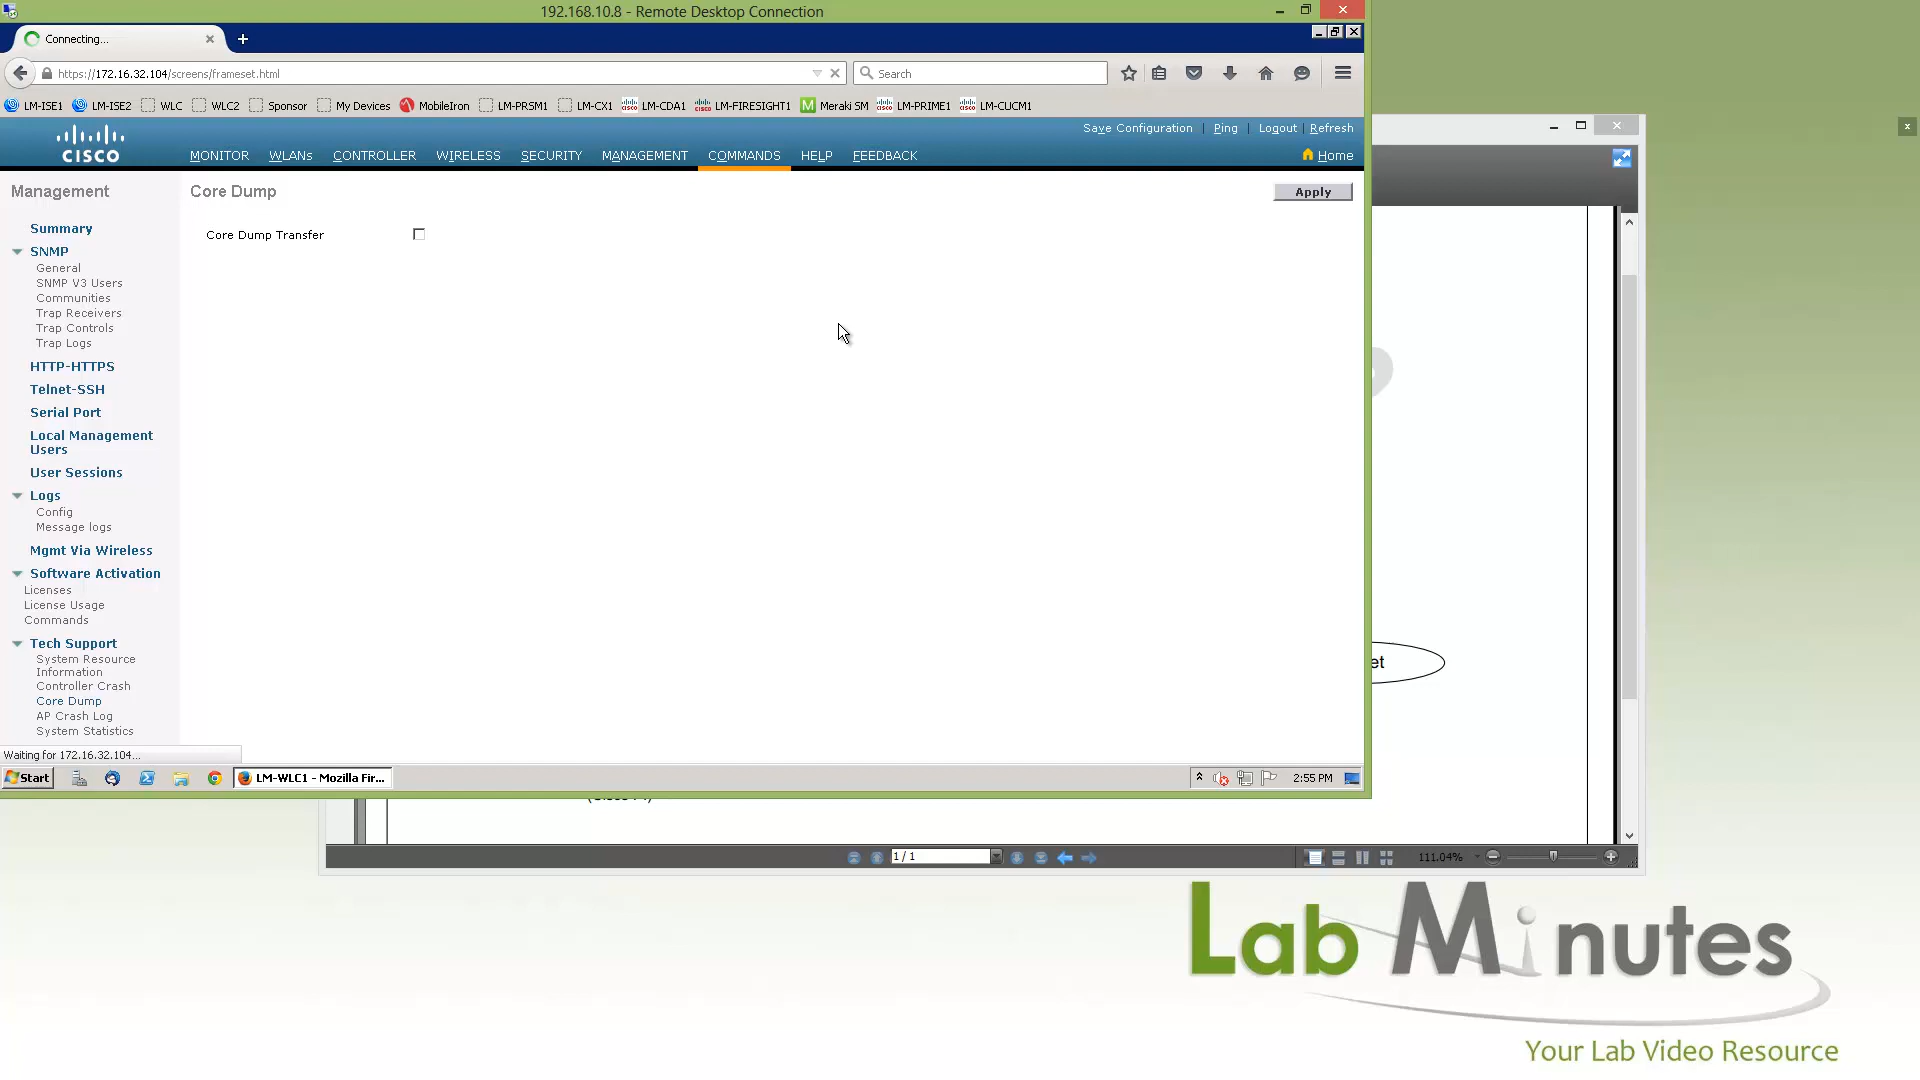 192.168.10.8 - Remote Desktop Connection
Connecting...
https://172.16.32.104/screens/frameset.html
Search
LM-ISE1 LM-ISE2 WLC WLC2 Sponsor My Devices MobileIron LM-PRSM1 LM-CX1 LM-CDA1 LM-FIRESIGHT1 Meraki SM LM-PRIME1 LM-CUCM1
Save Configuration | Ping | Logout | Refresh
CISCO
MONITOR WLANs CONTROLLER WIRELESS SECURITY MANAGEMENT COMMANDS HELP FEEDBACK Home
Management
Core Dump
Apply
Core Dump Transfer
Summary
SNMP
General
SNMP V3 Users
Communities
Trap Receivers
Trap Controls
Trap Logs
HTTP-HTTPS
Telnet-SSH
Serial Port
Local Management
Users
User Sessions
Logs
Config
Message logs
Mgmt Via Wireless
Software Activation
Licenses
License Usage
Commands
Tech Support
System Resource
Information
Controller Crash
Core Dump
AP Crash Log
System Statistics
Waiting for 172.16.32.104...
Start
LM-WLC1 - Mozilla Fir...
2:55 PM
et
1 / 1
111.04%
Lab Minutes
Your Lab Video Resource